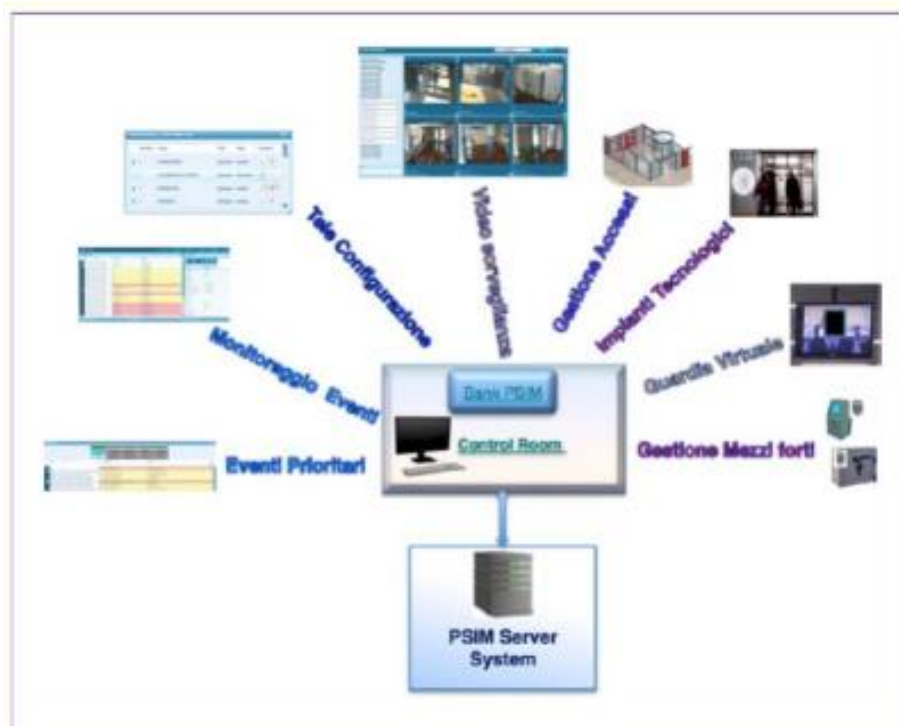 Tele Configurazione
Video sorveglianza
Gestione Accessi
Impianti Tecnologici
Monitoraggio Eventi
Guardia Virtuale
Bank PSIM
Control Room
Eventi Prioritari
Gestione Mezzi forti
PSIM Server
System